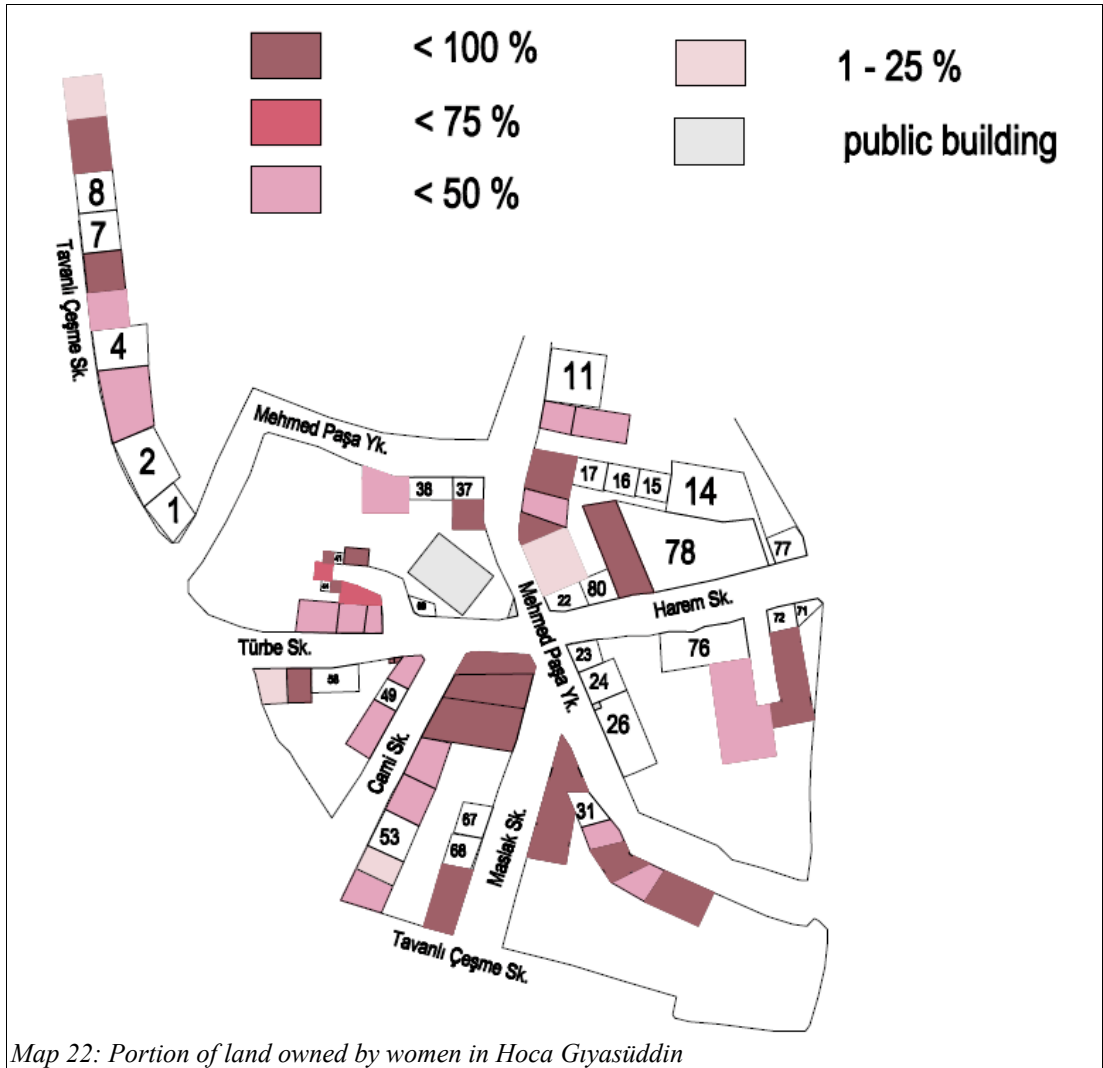 < 100 %
< 75 %
< 50 %
1 - 25 %
public building
8
7
Tavanlı Çeşme Sk.
4
2
1
Mehmed Paşa Yk.
11
38
37
17
16
15
14
78
77
80
22
Harem Sk.
Mehmed Paşa Yk.
72
71
76
23
24
26
Türbe Sk.
49
Cami Sk.
53
67
68
Maslak Sk.
31
Tavanlı Çeşme Sk.
Map 22: Portion of land owned by women in Hoca Gıyasüddin